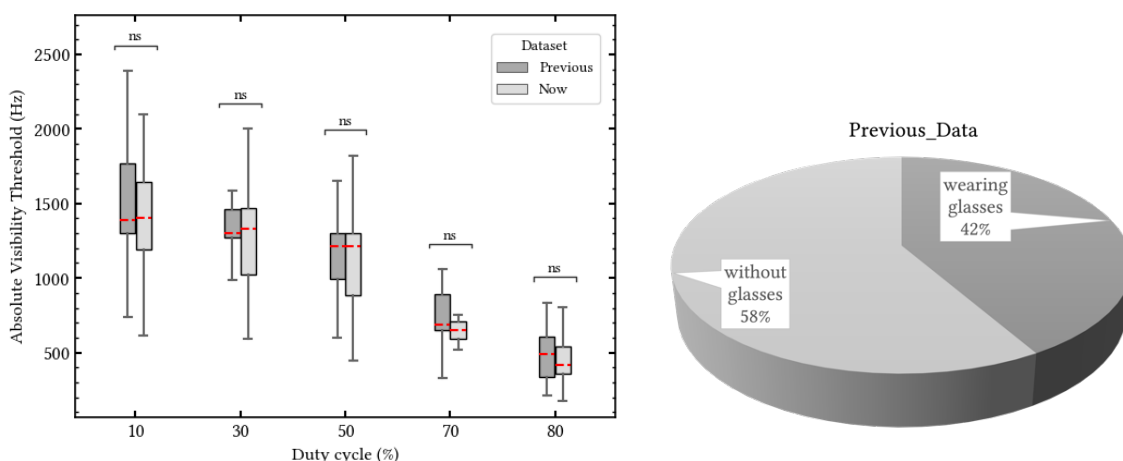 ns
ns
ns
ns
ns
Dataset
Previous
Now
2500
2000
1500
1000
500
Absolute Visibility Threshold (Hz)
10
30
50
70
80
Duty cycle (%)
Previous_Data
wearing
glasses
42%
without
glasses
58%